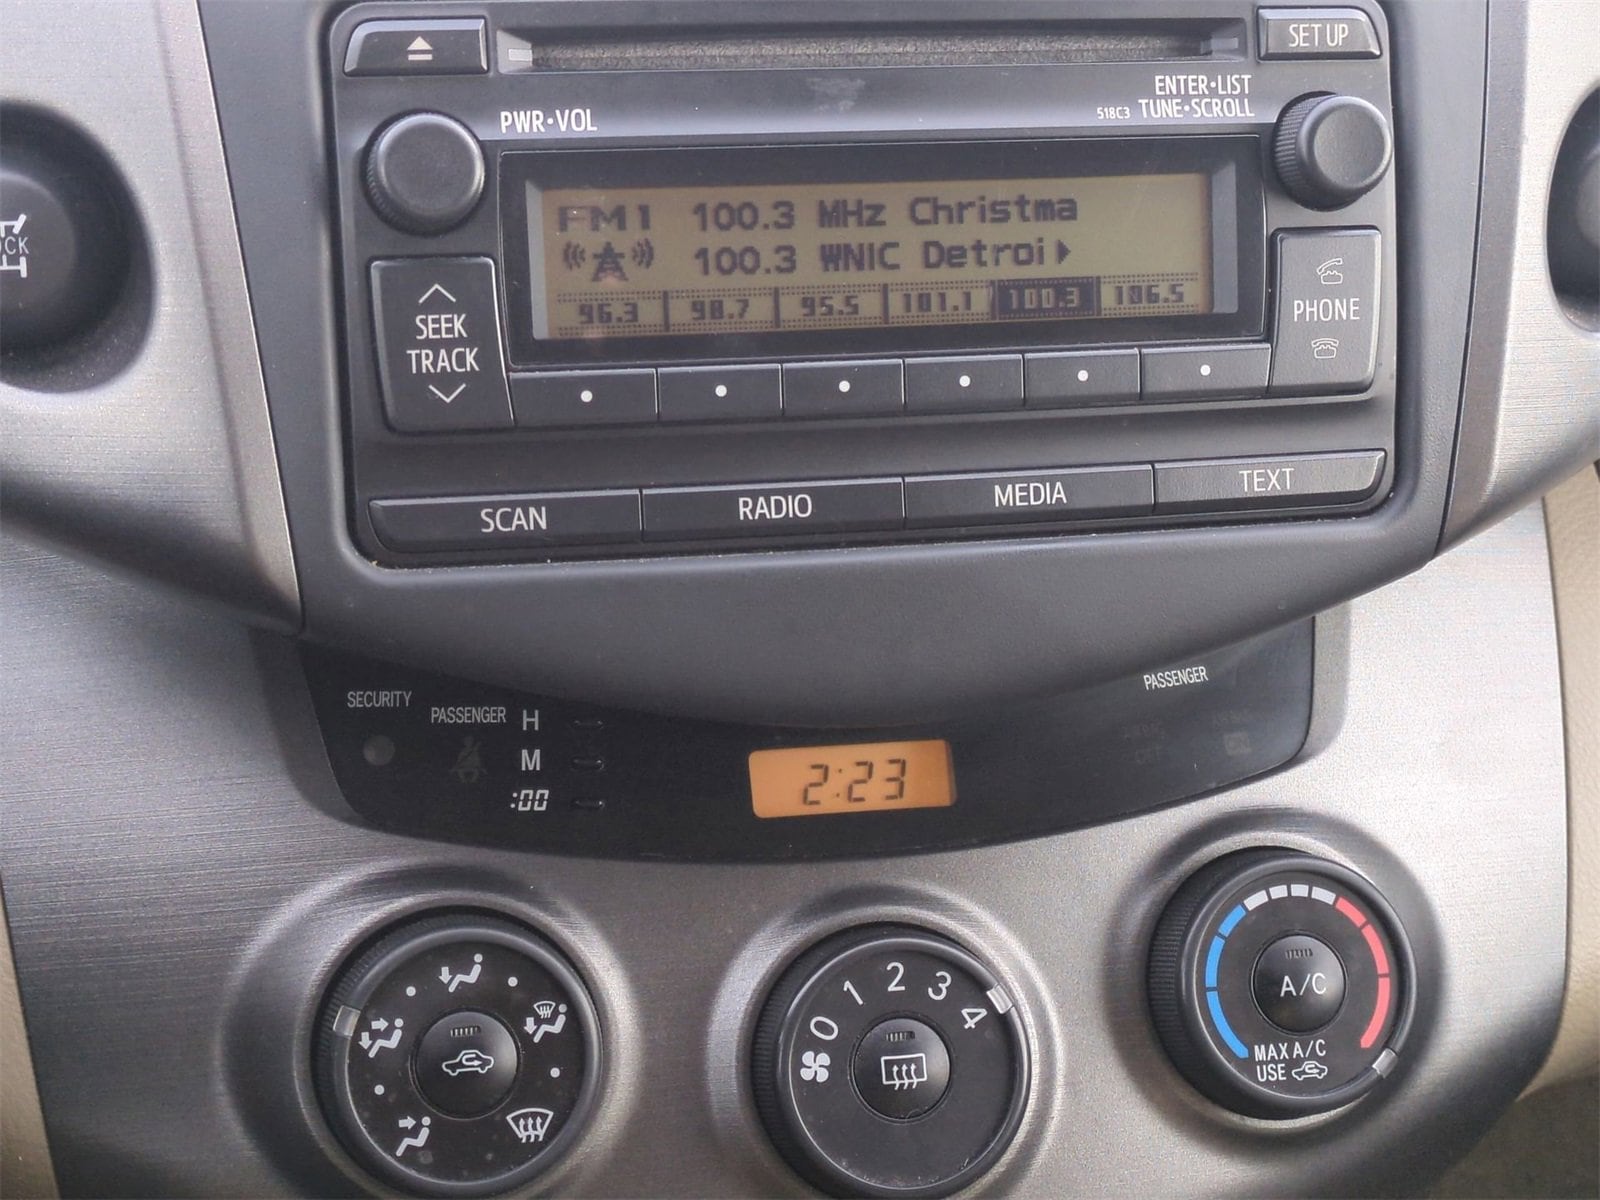 SET UP
ENTER•LIST
518C3 TUNE•SCROLL
PWR•VOL
FM1 100.3 MHz Christma
100.3 WNIC Detroi
96.3 98.7 95.5 101.1 100.3 106.5
SEEK
TRACK
PHONE
SCAN RADIO MEDIA TEXT
SECURITY
PASSENGER
PASSENGER
H
M
:00
2:23
0 1 2 3 4
A/C
MAX A/C
USE